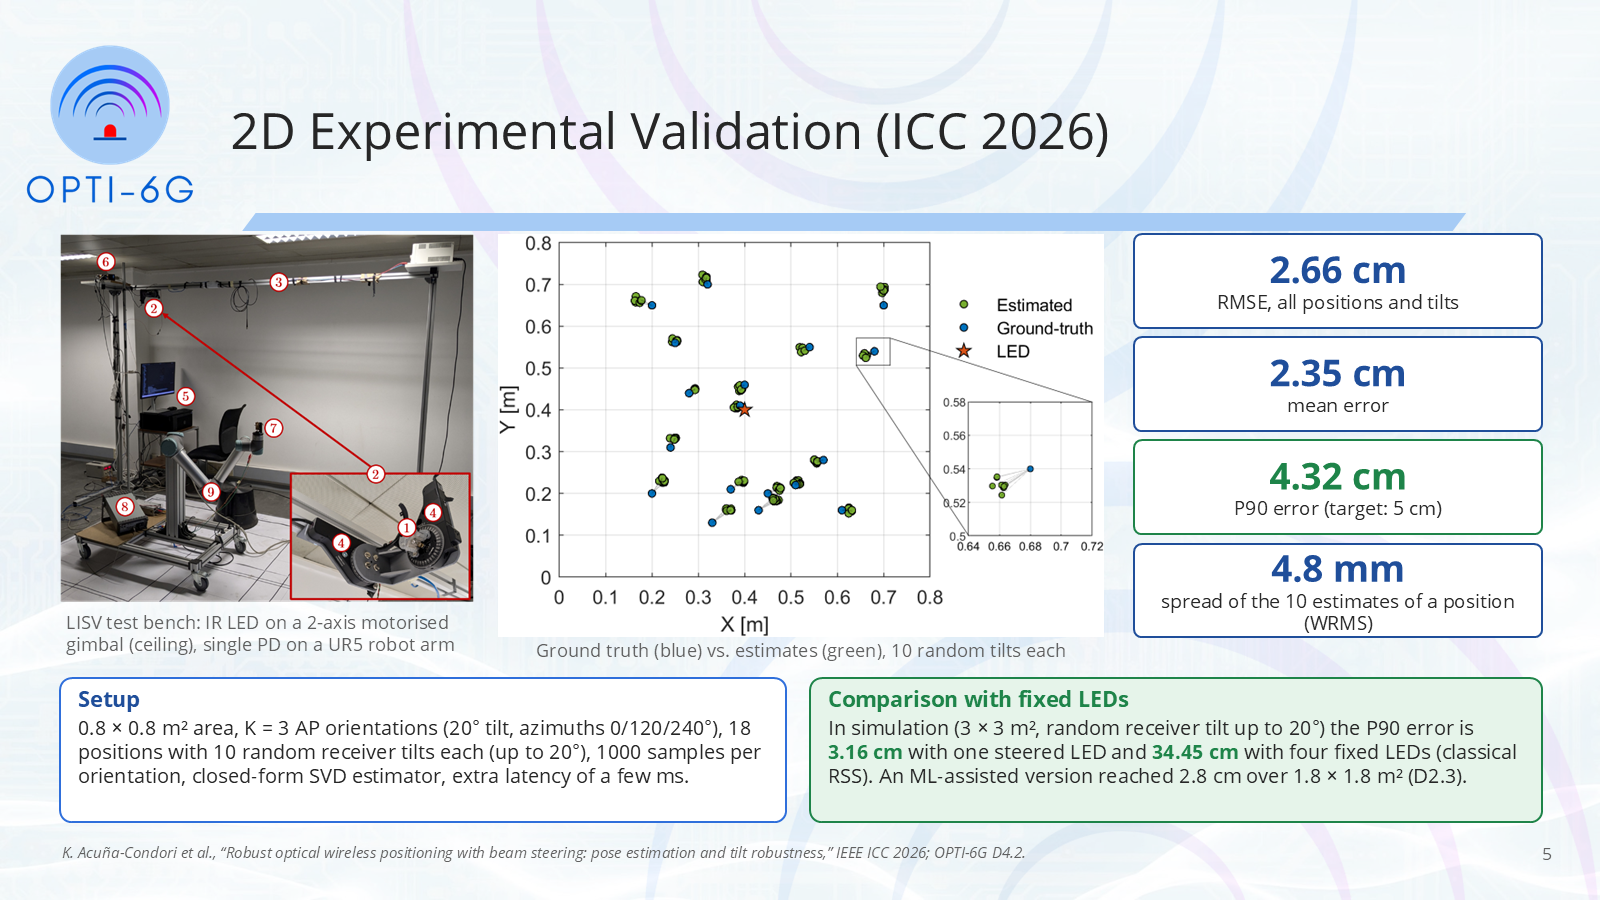 OPTI-6G
2D Experimental Validation (ICC 2026)
6
3
2
5
7
2
8
9
4
1
4
LISV test bench: IR LED on a 2-axis motorised
gimbal (ceiling), single PD on a UR5 robot arm
0.8
0.7
0.6
0.5
0.4
0.3
0.2
0.1
0
Y [m]
0 0.1 0.2 0.3 0.4 0.5 0.6 0.7 0.8
X [m]
Estimated
Ground-truth
LED
0.58
0.56
0.54
0.52
0.5
0.64 0.66 0.68 0.7 0.72
Ground truth (blue) vs. estimates (green), 10 random tilts each
2.66 cm
RMSE, all positions and tilts
2.35 cm
mean error
4.32 cm
P90 error (target: 5 cm)
4.8 mm
spread of the 10 estimates of a position
(WRMS)
Setup
0.8 × 0.8 m² area, K = 3 AP orientations (20° tilt, azimuths 0/120/240°), 18
positions with 10 random receiver tilts each (up to 20°), 1000 samples per
orientation, closed-form SVD estimator, extra latency of a few ms.
Comparison with fixed LEDs
In simulation (3 × 3 m², random receiver tilt up to 20°) the P90 error is
3.16 cm with one steered LED and 34.45 cm with four fixed LEDs (classical
RSS). An ML-assisted version reached 2.8 cm over 1.8 × 1.8 m² (D2.3).
K. Acuña-Condori et al., “Robust optical wireless positioning with beam steering: pose estimation and tilt robustness,” IEEE ICC 2026; OPTI-6G D4.2.
5